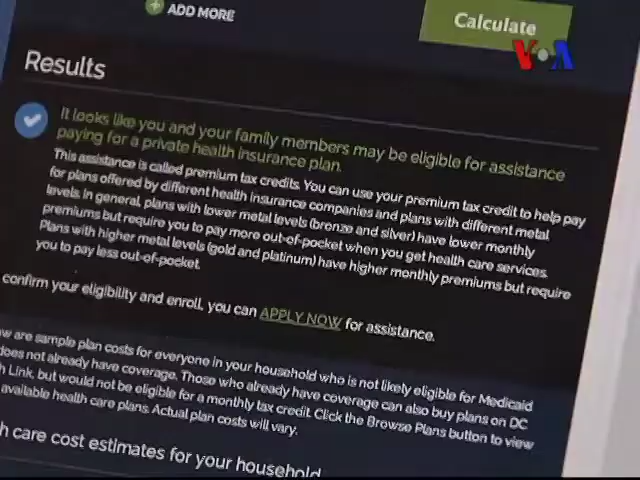 ADD MORE
Calculate
VOA
Results
It looks like you and your family members may be eligible for assistance
paying for a private health insurance plan.
This assistance is called premium tax credits. You can use your premium tax credit to help pay
for plans offered by different health insurance companies and plans with different metal
levels. In general, plans with lower metal levels (bronze and silver) have lower monthly
premiums but require you to pay more out-of-pocket when you get health care services.
Plans with higher metal levels (gold and platinum) have higher monthly premiums but require
you to pay less out-of-pocket.
confirm your eligibility and enroll, you can APPLY NOW for assistance.
ow are sample plan costs for everyone in your household who is not likely eligible for Medicaid
does not already have coverage. Those who already have coverage can also buy plans on DC
h Link, but would not be eligible for a monthly tax credit. Click the Browse Plans button to view
available health care plans. Actual plan costs will vary.
h care cost estimates for your household